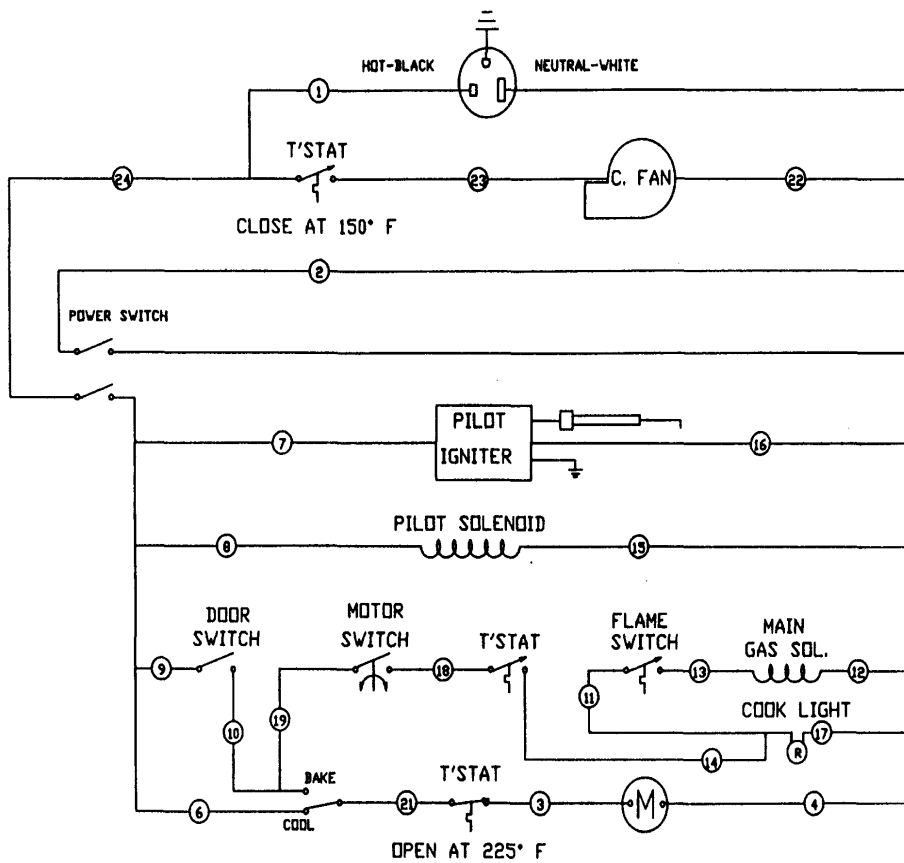 HOT-BLACK
NEUTRAL-WHITE
1
T'STAT
24
23
C. FAN
22
CLOSE AT 150° F
2
POWER SWITCH
PILOT
IGNITER
7
16
PILOT SOLENOID
8
15
DOOR
SWITCH
MOTOR
SWITCH
T'STAT
FLAME
SWITCH
MAIN
GAS SOL.
9
18
13
12
11
COOK LIGHT
10
19
17
R
14
BAKE
T'STAT
6
COOL
21
3
M
4
OPEN AT 225° F